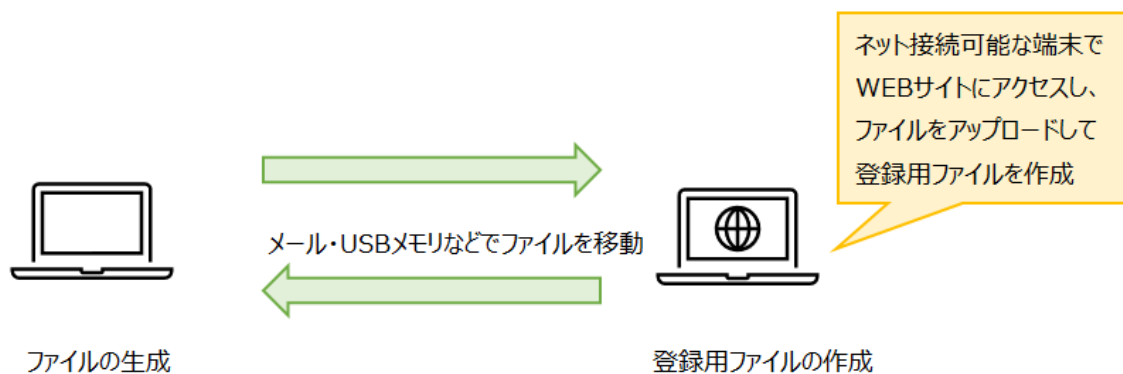 ネット接続可能な端末で
WEBサイトにアクセスし、
ファイルをアップロードして
登録用ファイルを作成
メール・USBメモリなどでファイルを移動
ファイルの生成
登録用ファイルの作成